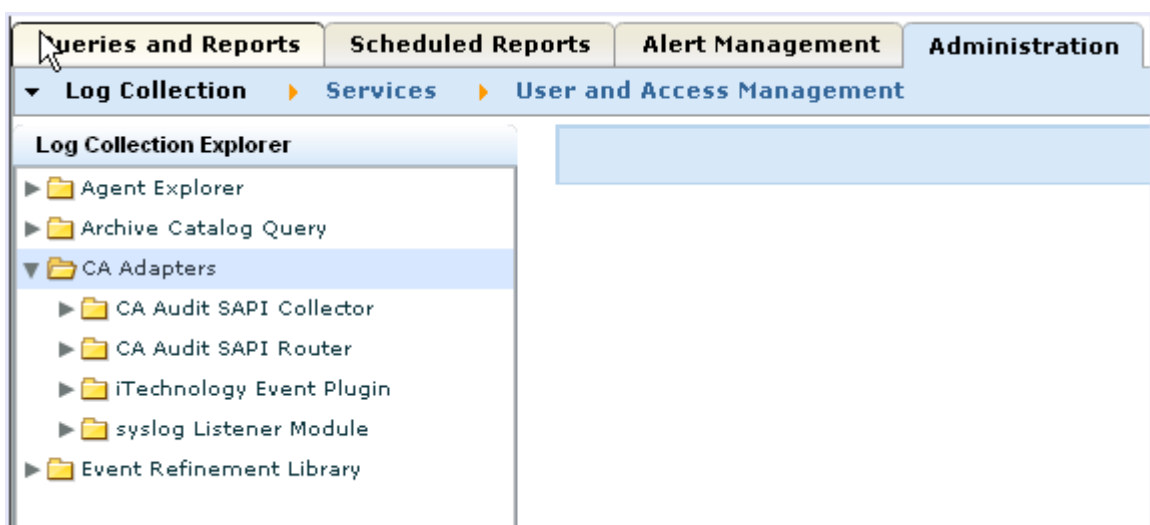 Queries and Reports Scheduled Reports Alert Management Administration
Log Collection Services User and Access Management
Log Collection Explorer
Agent Explorer
Archive Catalog Query
CA Adapters
CA Audit SAPI Collector
CA Audit SAPI Router
iTechnology Event Plugin
syslog Listener Module
Event Refinement Library